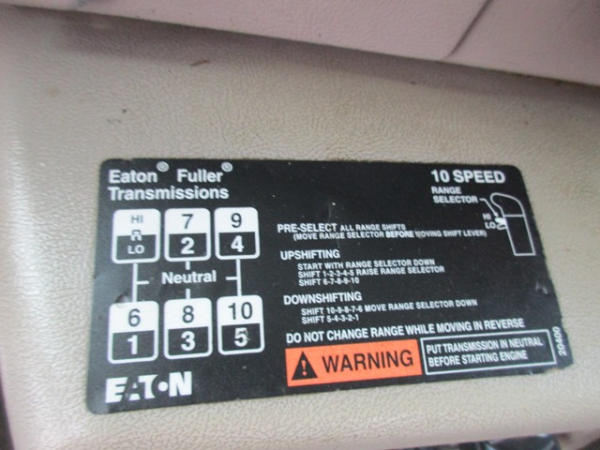 Eaton® Fuller®
Transmissions
10 SPEED
RANGE
SELECTOR
HI
LO
HI
R
LO
7
2
9
4
Neutral
6
1
8
3
10
5
PRE-SELECT ALL RANGE SHIFTS
(MOVE RANGE SELECTOR BEFORE MOVING SHIFT LEVER)
UPSHIFTING
START WITH RANGE SELECTOR DOWN
SHIFT 1-2-3-4-5 RAISE RANGE SELECTOR
SHIFT 6-7-8-9-10
DOWNSHIFTING
SHIFT 10-9-8-7-6 MOVE RANGE SELECTOR DOWN
SHIFT 5-4-3-2-1
DO NOT CHANGE RANGE WHILE MOVING IN REVERSE
WARNING
PUT TRANSMISSION IN NEUTRAL
BEFORE STARTING ENGINE
20400
EATON